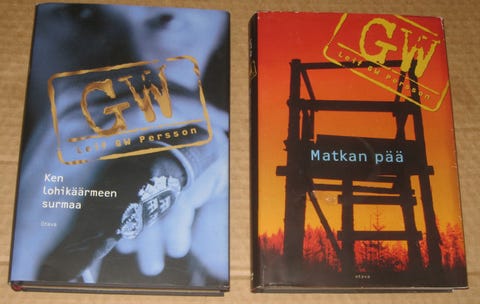 GW
Leif GW Persson
Ken
lohikäärmeen
surmaa
Otava
GW
Leif GW Persson
Matkan pää
otava